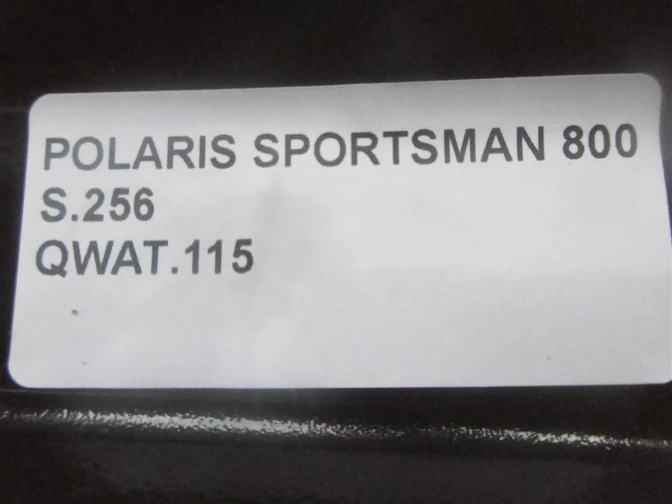 POLARIS SPORTSMAN 800
S.256
QWAT.115